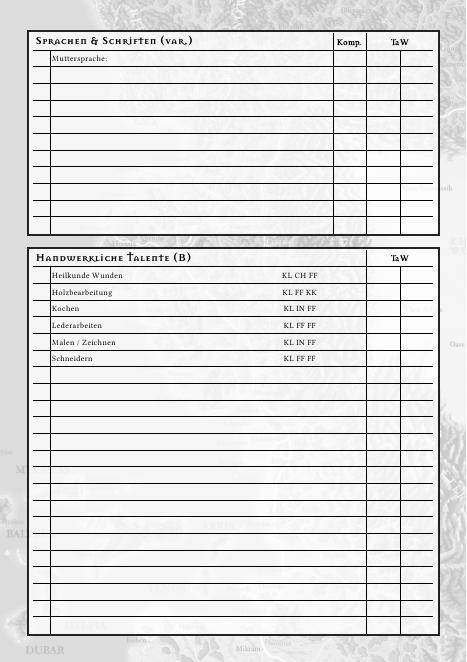 Sprachen & Schriften (var.) Komp. TaW
Muttersprache:
Handwerkliche Talente (B) TaW
Heilkunde Wunden KL CH FF
Holzbearbeitung KL FF KK
Kochen KL IN FF
Lederarbeiten KL FF FF
Malen / Zeichnen KL IN FF
Schneidern KL FF FF
DUBAR